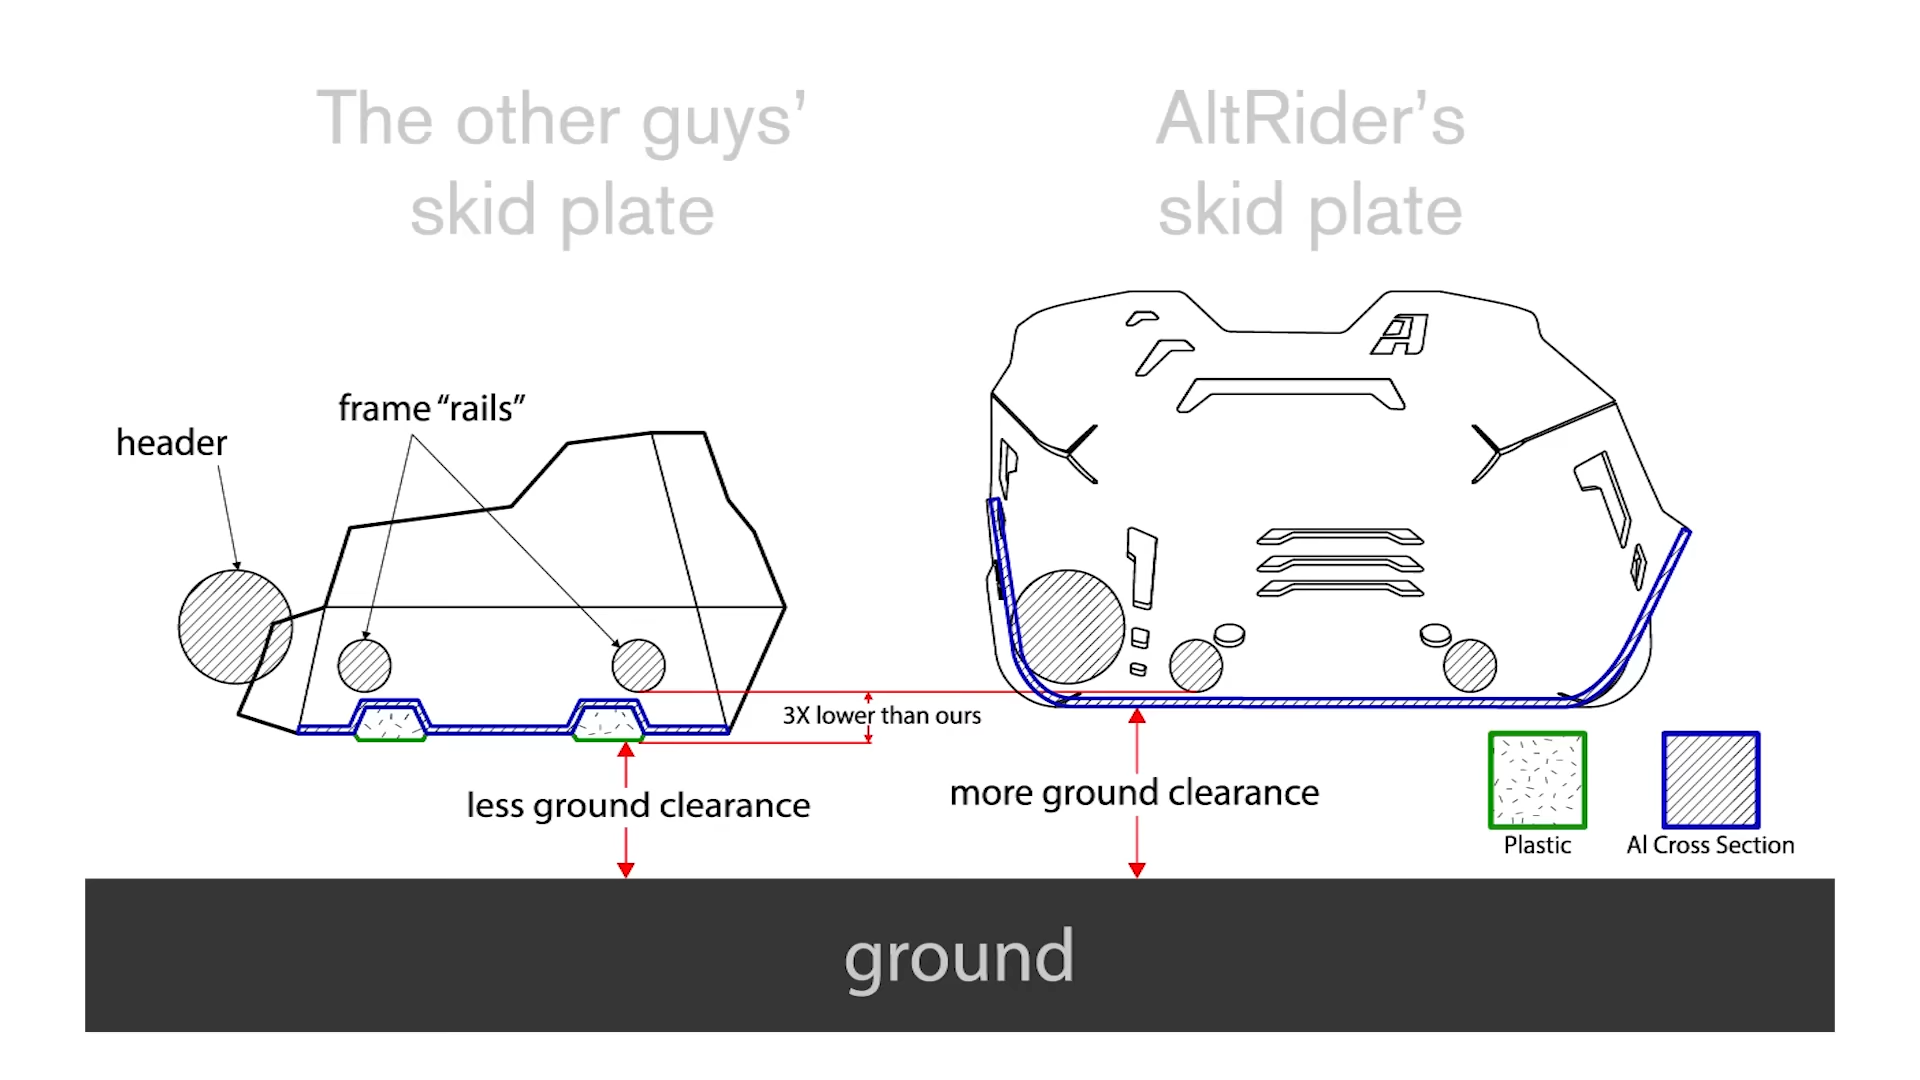 The other guys’
skid plate
AltRider’s
skid plate
header
frame “rails”
3X lower than ours
less ground clearance
more ground clearance
Plastic
Al Cross Section
ground